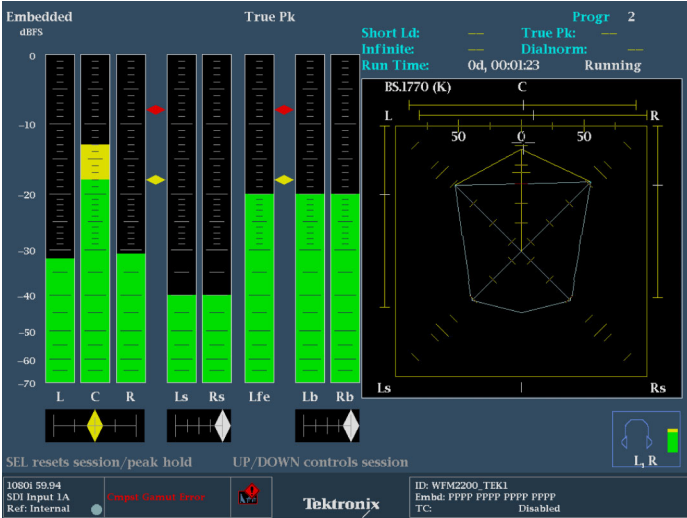 Embedded
True Pk
Progr 2
dBFS
Short Ld: --- True Pk: ---
Infinite: --- Dialnorm: ---
Run Time: 0d, 00:01:23 Running
0
-10
-20
-30
-40
-50
-60
-70
BS.1770 (K)
C
L
R
50 0 50
Ls
Rs
L C R Ls Rs Lfe Lb Rb
L, R
SEL resets session/peak hold
UP/DOWN controls session
1080i 59.94
SDI Input 1A
Ref: Internal
Cmpst Gamut Error
Tektronix
ID: WFM2200_TEK1
Embd: PPPP PPPP PPPP PPPP
TC: Disabled